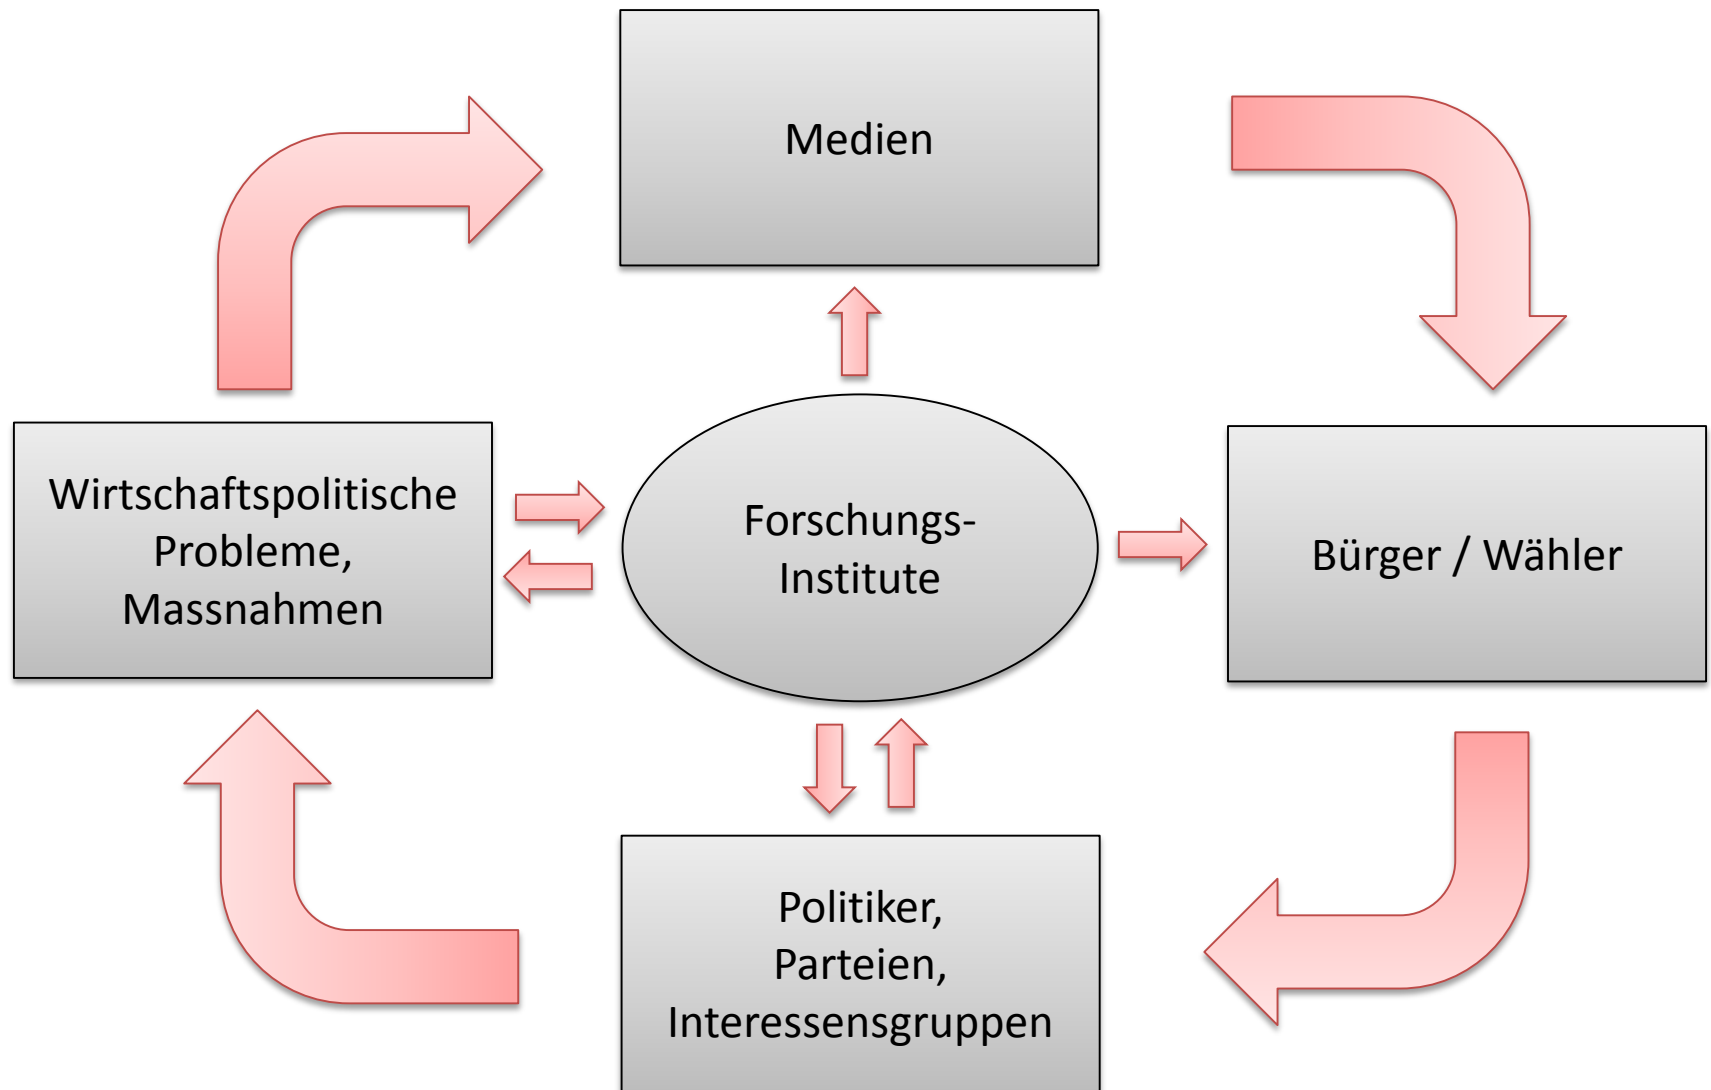 Medien
Wirtschaftspolitische
Probleme,
Massnahmen
Forschungs-
Institute
Bürger / Wähler
Politiker,
Parteien,
Interessensgruppen